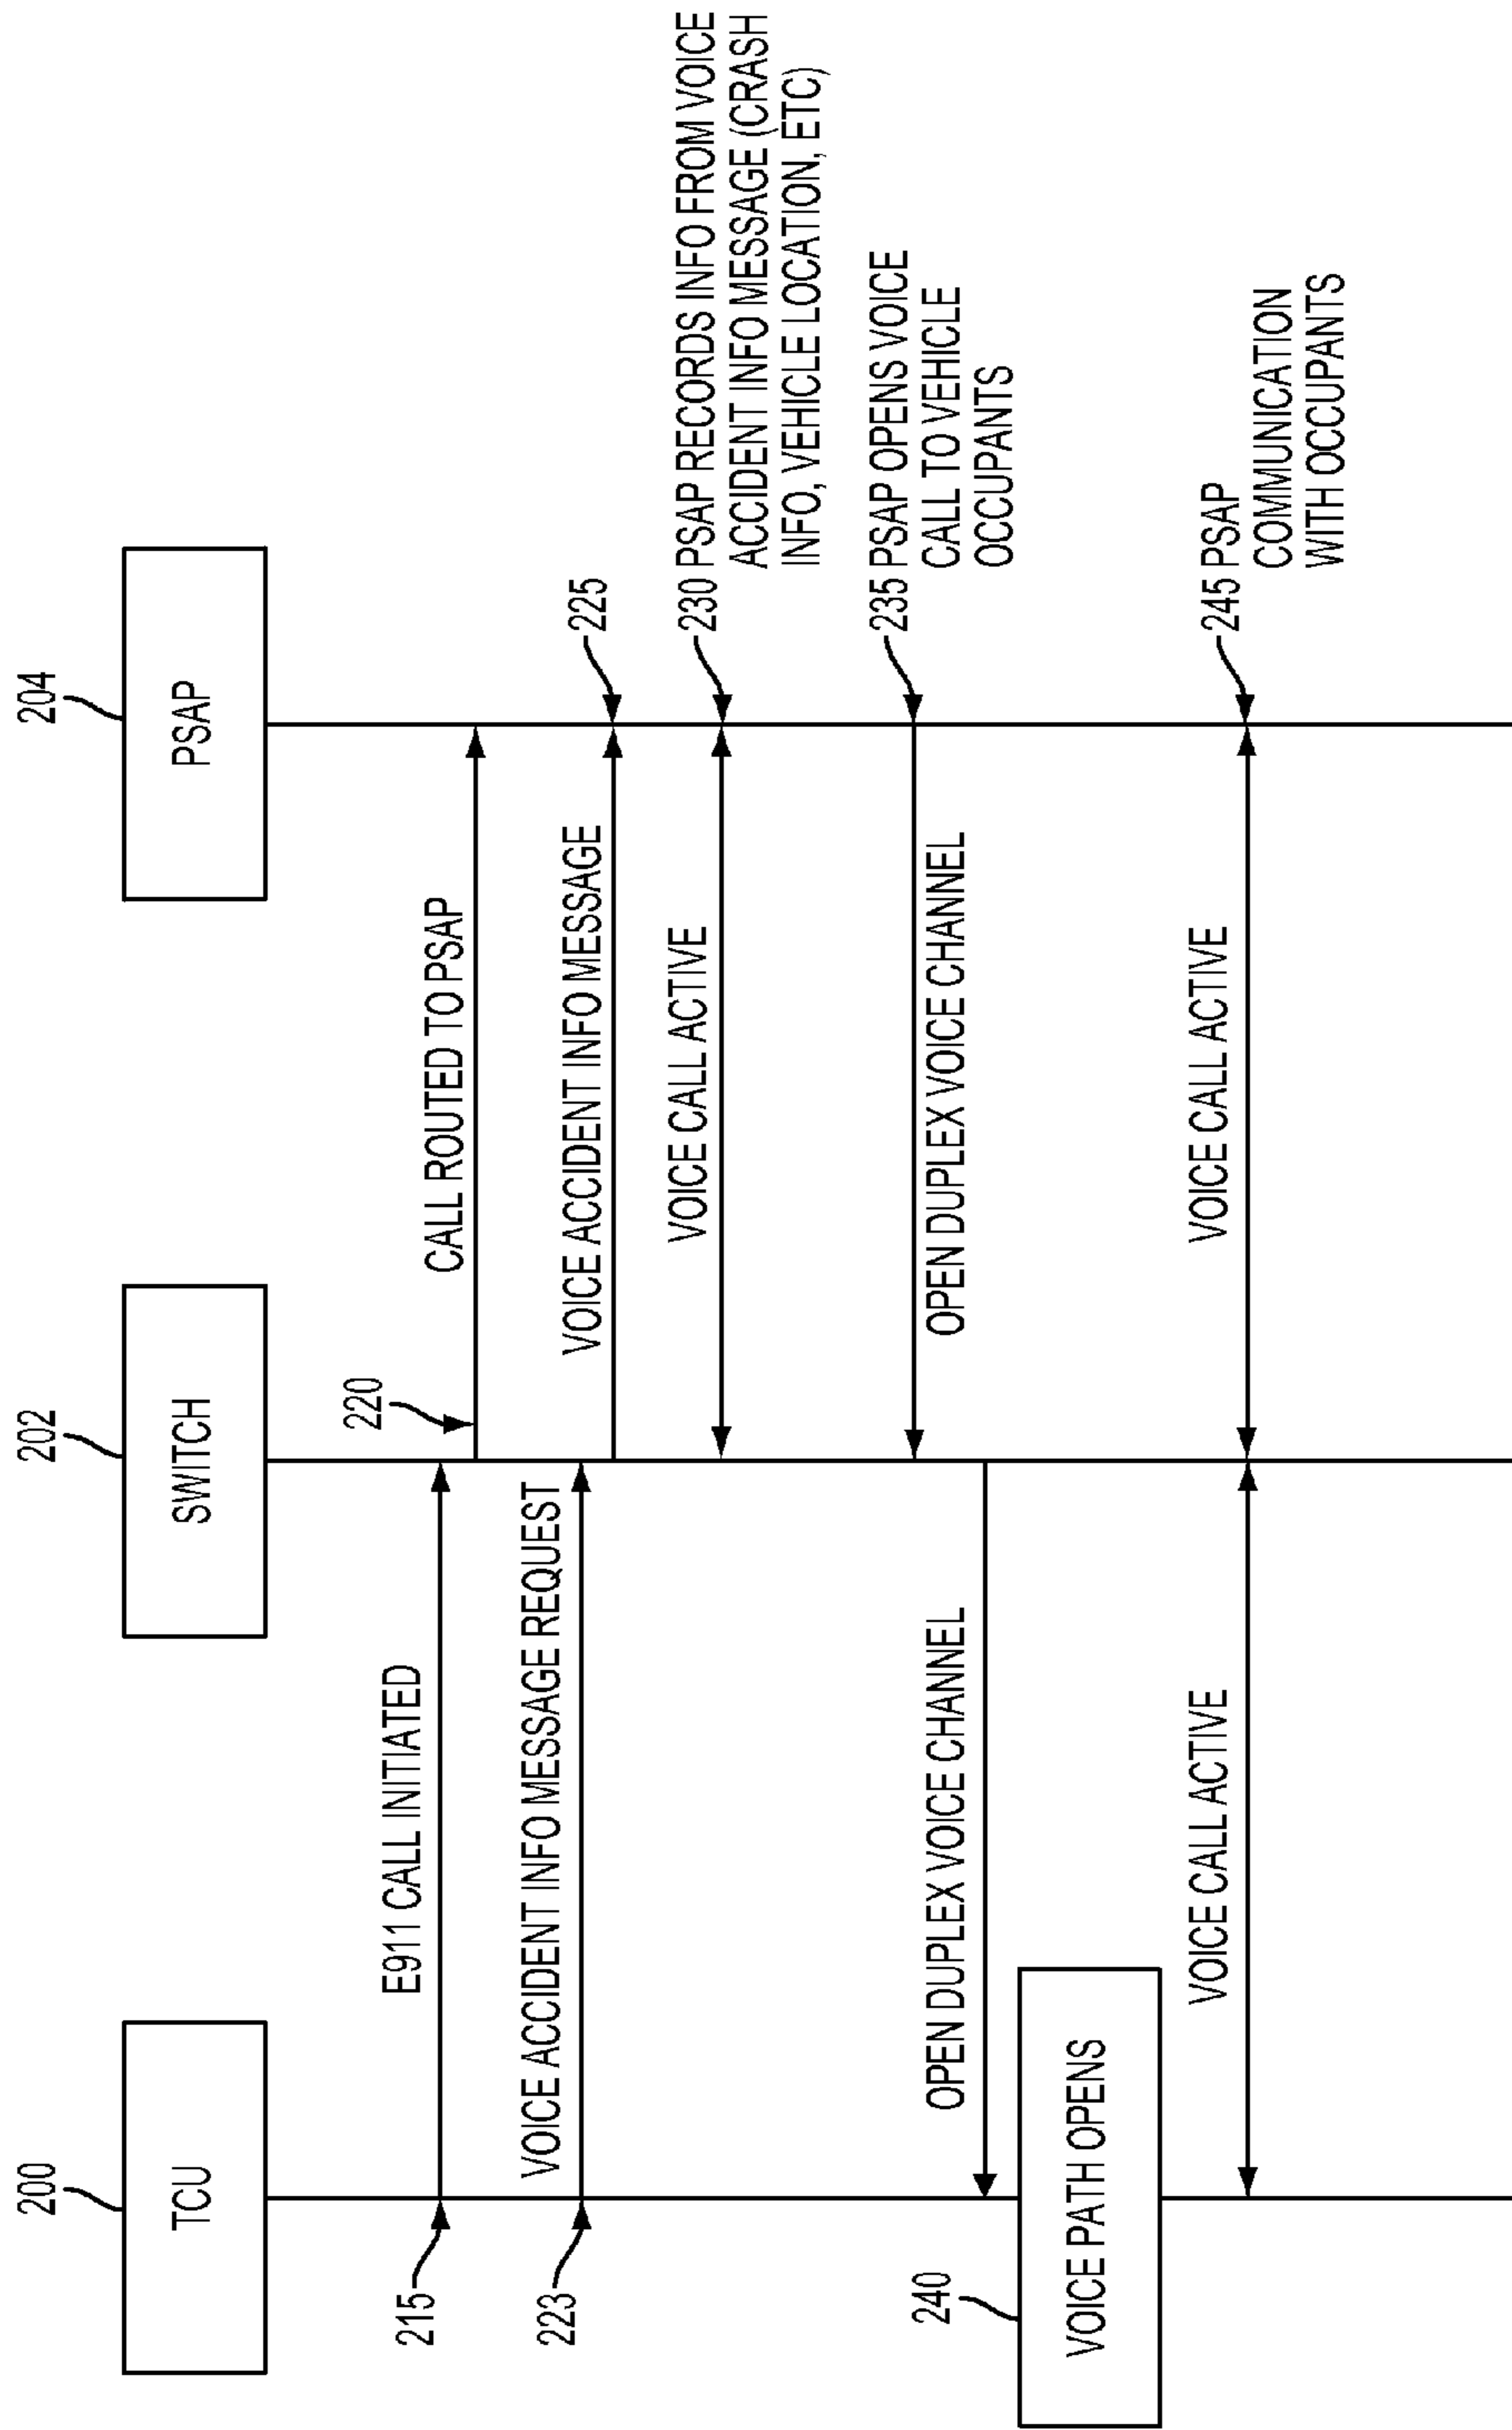 200
TCU
202
SWITCH
204
PSAP
215
E911 CALL INITIATED
220
CALL ROUTED TO PSAP
223
VOICE ACCIDENT INFO MESSAGE REQUEST
VOICE ACCIDENT INFO MESSAGE
225
VOICE CALL ACTIVE
230 PSAP RECORDS INFO FROM VOICE
ACCIDENT INFO MESSAGE (CRASH
INFO, VEHICLE LOCATION, ETC)
OPEN DUPLEX VOICE CHANNEL
235 PSAP OPENS VOICE
CALL TO VEHICLE
OCCUPANTS
OPEN DUPLEX VOICE CHANNEL
240
VOICE PATH OPENS
VOICE CALL ACTIVE
VOICE CALL ACTIVE
245 PSAP
COMMUNICATION
WITH OCCUPANTS